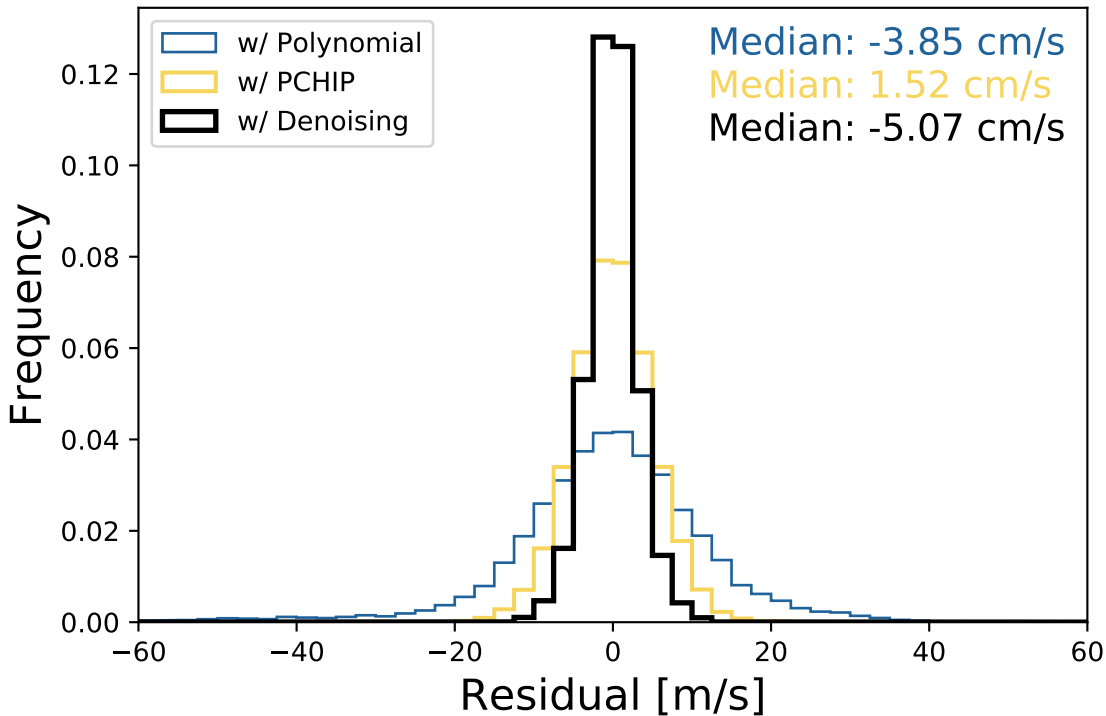 w/ Polynomial
w/ PCHIP
w/ Denoising
Median: -3.85 cm/s
Median: 1.52 cm/s
Median: -5.07 cm/s
Frequency
0.12
0.10
0.08
0.06
0.04
0.02
0.00
−60 −40 −20 0 20 40 60
Residual [m/s]